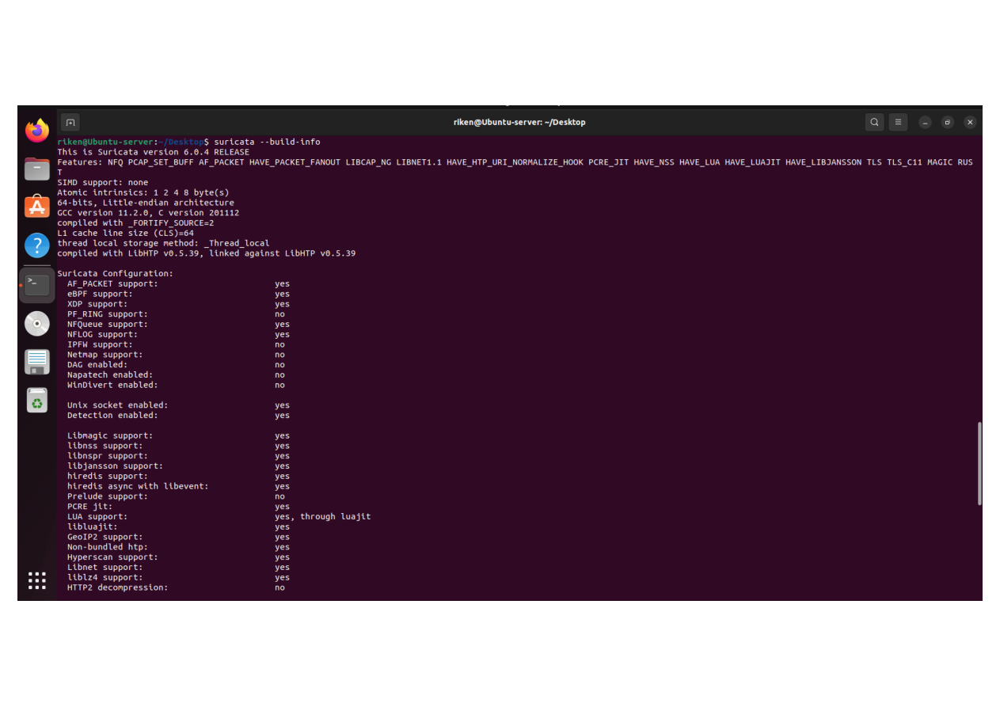 riken@Ubuntu-server: ~/Desktop
riken@Ubuntu-server:~/Desktop$ suricata --build-info
This is Suricata version 6.0.4 RELEASE
Features: NFQ PCAP_SET_BUFF AF_PACKET HAVE_PACKET_FANOUT LIBCAP_NG LIBNET1.1 HAVE_HTP_URI_NORMALIZE_HOOK PCRE_JIT HAVE_NSS HAVE_LUA HAVE_LUAJIT HAVE_LIBJANSSON TLS TLS_C11 MAGIC RUS
T
SIMD support: none
Atomic intrinsics: 1 2 4 8 byte(s)
64-bits, Little-endian architecture
GCC version 11.2.0, C version 201112
compiled with _FORTIFY_SOURCE=2
L1 cache line size (CLS)=64
thread local storage method: _Thread_local
compiled with LibHTP v0.5.39, linked against LibHTP v0.5.39
Suricata Configuration:
AF_PACKET support: yes
eBPF support: yes
XDP support: yes
PF_RING support: no
NFQueue support: yes
NFLOG support: yes
IPFW support: no
Netmap support: no
DAG enabled: no
Napatech enabled: no
WinDivert enabled: no
Unix socket enabled: yes
Detection enabled: yes
Libmagic support: yes
libnss support: yes
libnspr support: yes
libjansson support: yes
hiredis support: yes
hiredis async with libevent: yes
Prelude support: no
PCRE jit: yes
LUA support: yes, through luajit
libluajit: yes
GeoIP2 support: yes
Non-bundled htp: yes
Hyperscan support: yes
Libnet support: yes
liblz4 support: yes
HTTP2 decompression: no